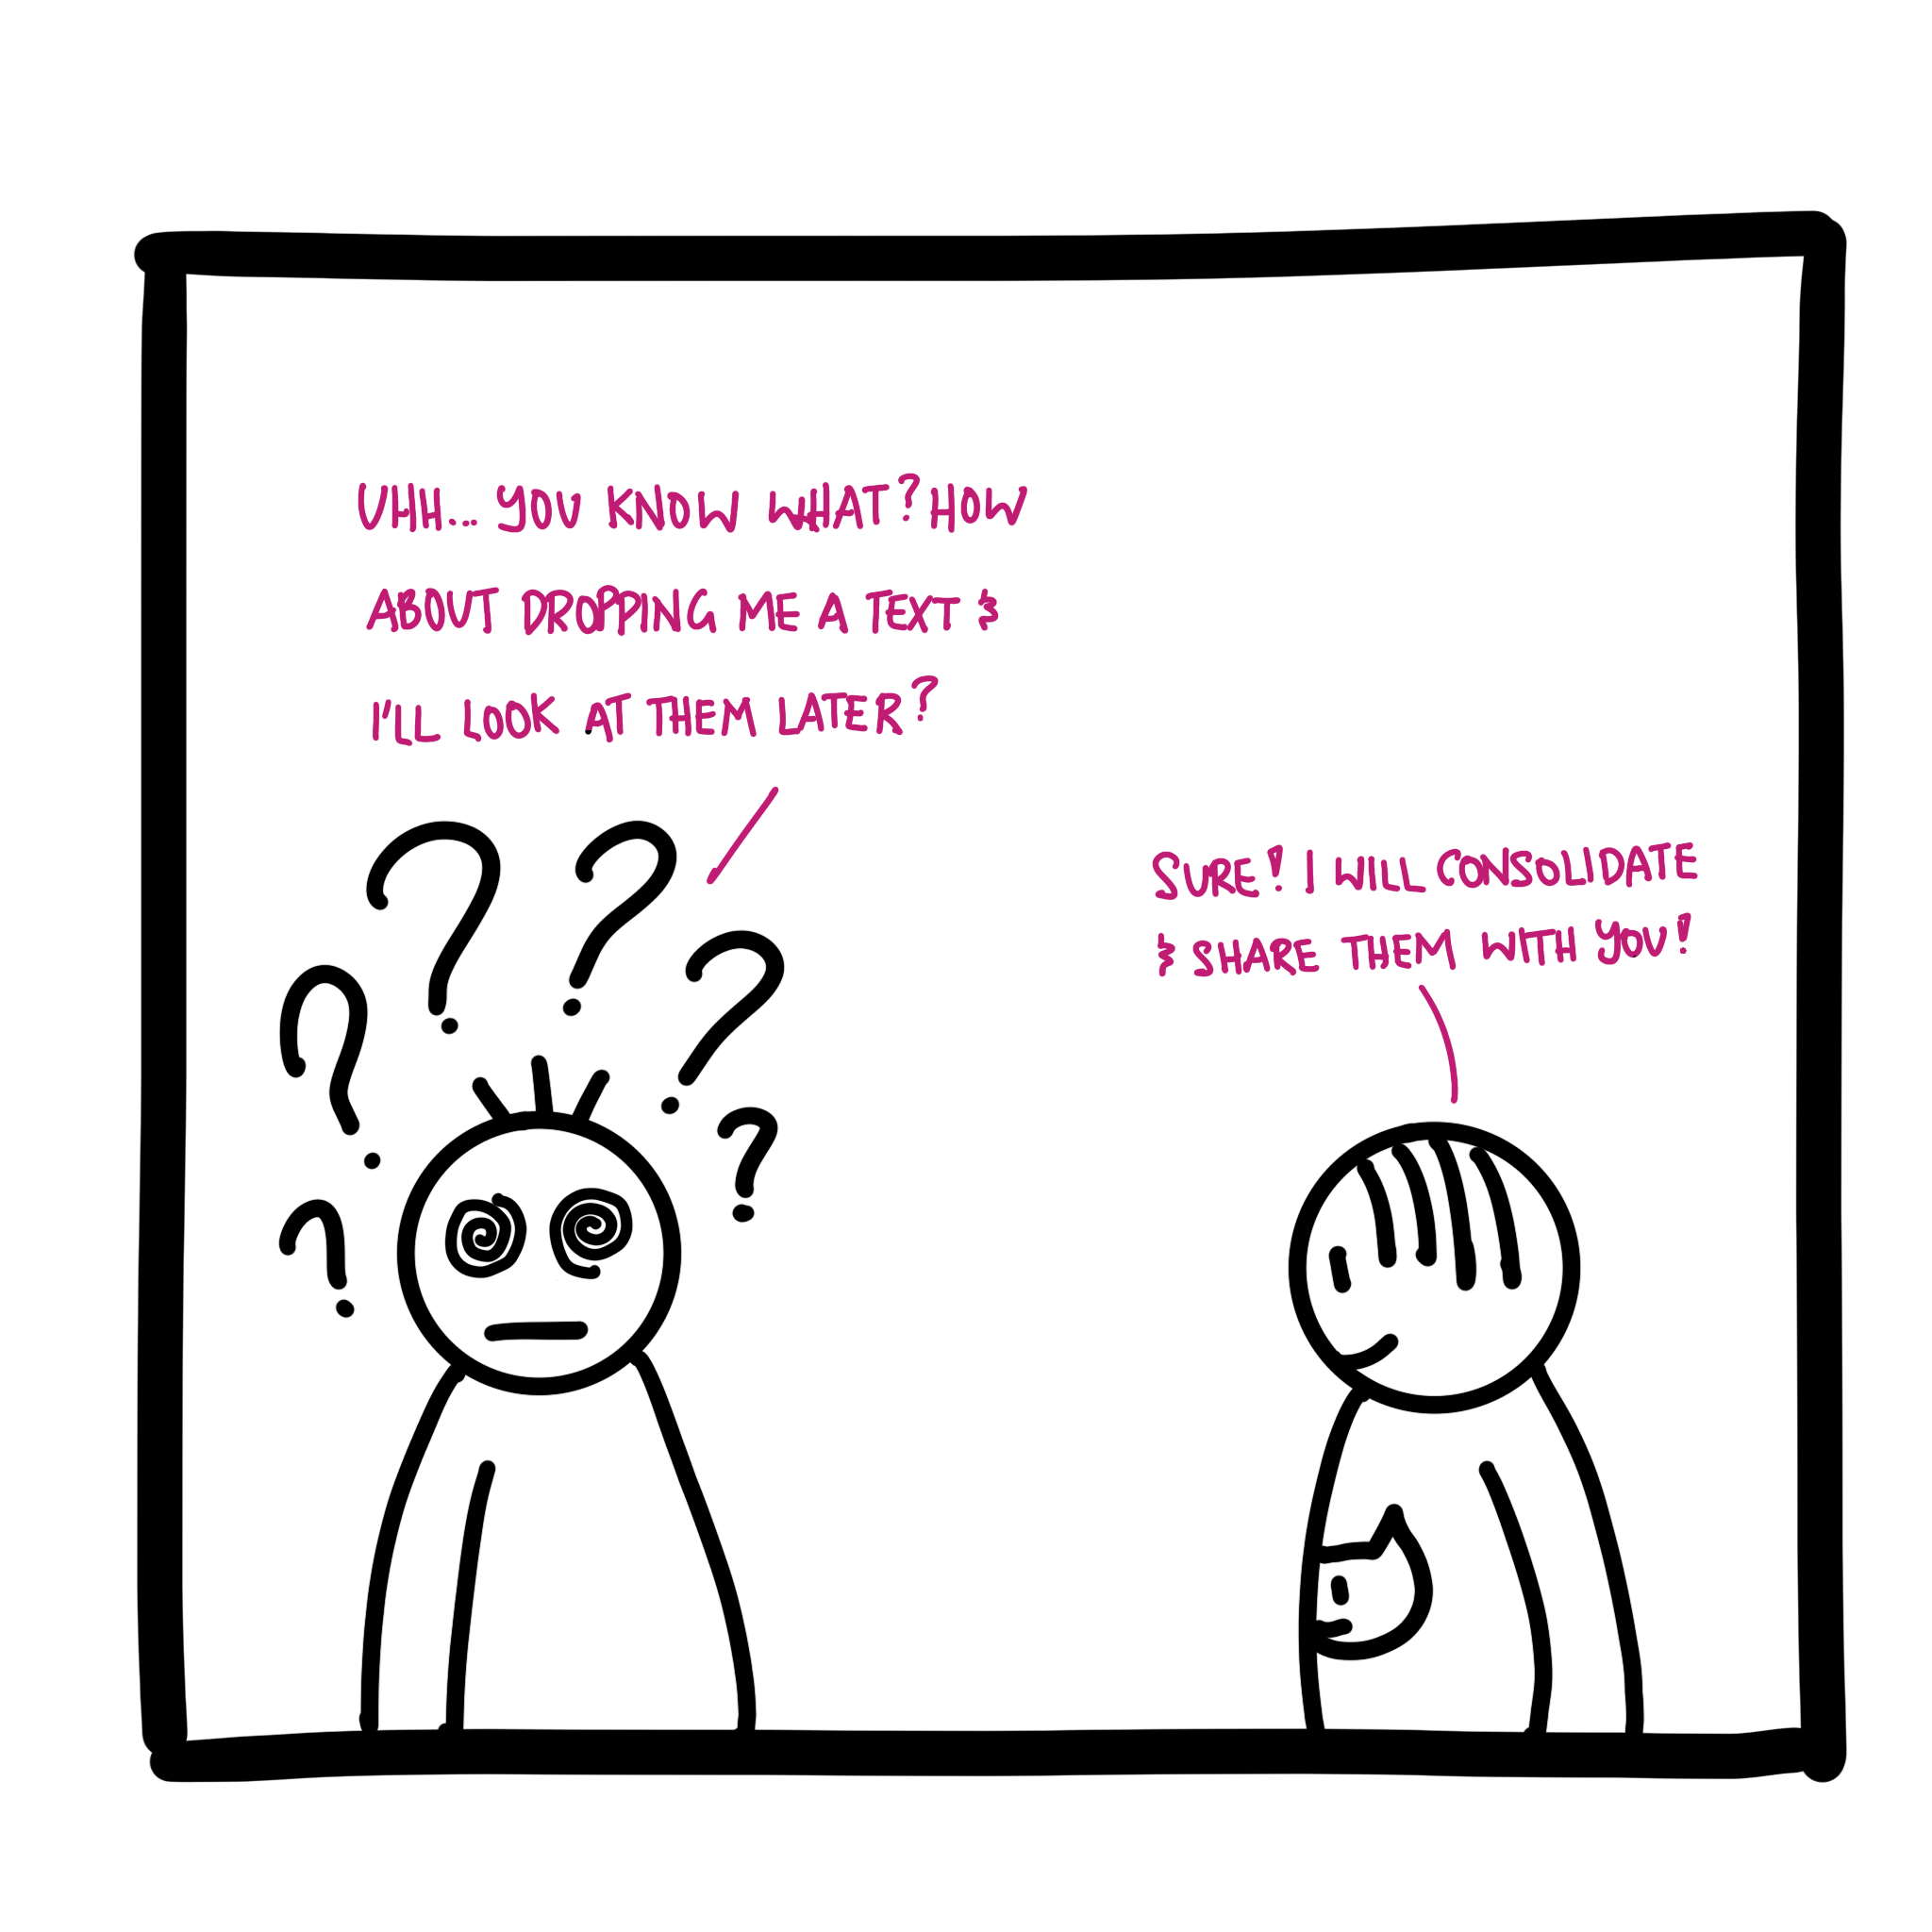 UHH... YOU KNOW WHAT? HOW
ABOUT DROPPING ME A TEXT &
I'LL LOOK AT THEM LATER?
SURE! I WILL CONSOLIDATE
& SHARE THEM WITH YOU!
? ? ? ? ? ?